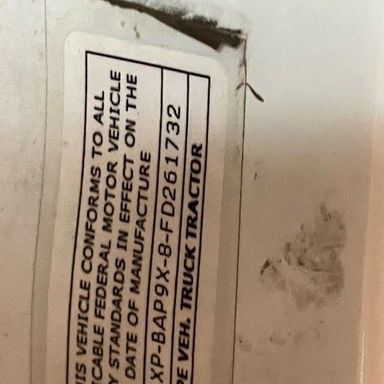 IS VEHICLE CONFORMS TO ALL
CABLE FEDERAL MOTOR VEHICLE
Y STANDARDS IN EFFECT ON THE
DATE OF MANUFACTURE
XP-BAP9X-8-FD261732
PE VEH. TRUCK TRACTOR